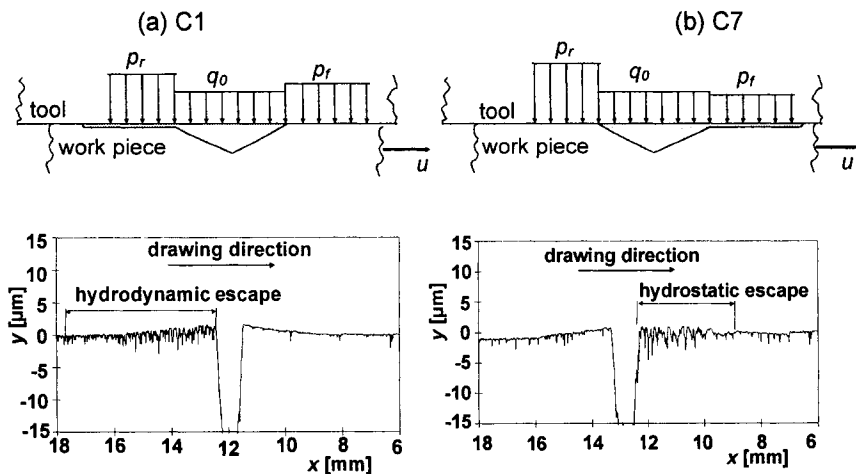 (a) C1
p_r
q_0
p_f
tool
work piece
u
15
10
5
0
-5
-10
-15
y [µm]
drawing direction
hydrodynamic escape
18
16
14
12
10
8
6
x [mm]
(b) C7
p_r
q_0
p_f
tool
work piece
u
15
10
5
0
-5
-10
-15
y [µm]
drawing direction
hydrostatic escape
18
16
14
12
10
8
6
x [mm]